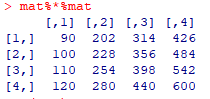 > mat%*%mat
     [,1] [,2] [,3] [,4]
[1,]   90  202  314  426
[2,]  100  228  356  484
[3,]  110  254  398  542
[4,]  120  280  440  600